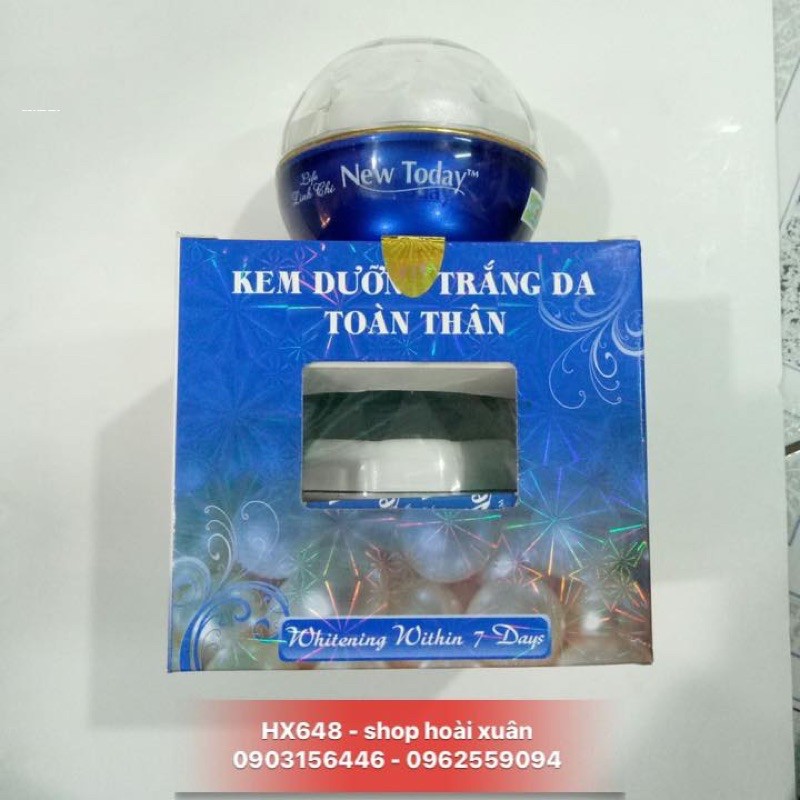 Linh Chi
New Today™
KEM DƯỠNG TRẮNG DA
TOÀN THÂN
Whitening Within 7 Days
HX648 - shop hoài xuân
0903156446 - 0962559094